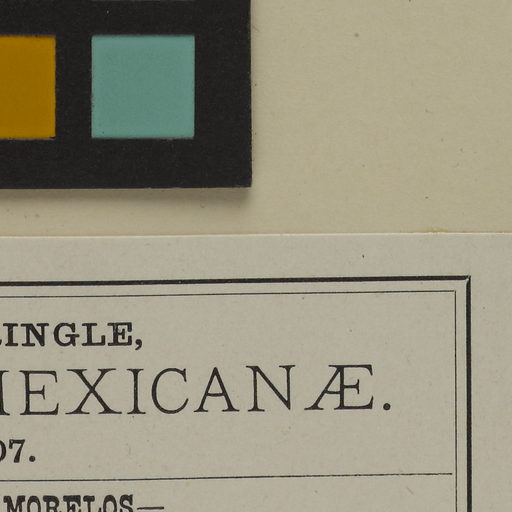 INGLE,
MEXICANÆ.
07.
MORELOS—